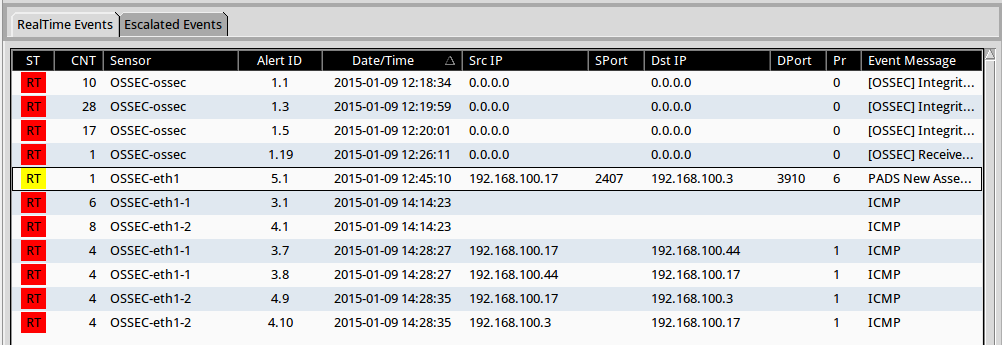 RealTime Events Escalated Events
ST CNT Sensor Alert ID Date/Time Src IP SPort Dst IP DPort Pr Event Message
RT 10 OSSEC-ossec 1.1 2015-01-09 12:18:34 0.0.0.0 0.0.0.0 0 [OSSEC] Integrit...
RT 28 OSSEC-ossec 1.3 2015-01-09 12:19:59 0.0.0.0 0.0.0.0 0 [OSSEC] Integrit...
RT 17 OSSEC-ossec 1.5 2015-01-09 12:20:01 0.0.0.0 0.0.0.0 0 [OSSEC] Integrit...
RT 1 OSSEC-ossec 1.19 2015-01-09 12:26:11 0.0.0.0 0.0.0.0 0 [OSSEC] Receive...
RT 1 OSSEC-eth1 5.1 2015-01-09 12:45:10 192.168.100.17 2407 192.168.100.3 3910 6 PADS New Asse...
RT 6 OSSEC-eth1-1 3.1 2015-01-09 14:14:23 ICMP
RT 8 OSSEC-eth1-2 4.1 2015-01-09 14:14:23 ICMP
RT 4 OSSEC-eth1-1 3.7 2015-01-09 14:28:27 192.168.100.17 192.168.100.44 1 ICMP
RT 4 OSSEC-eth1-1 3.8 2015-01-09 14:28:27 192.168.100.44 192.168.100.17 1 ICMP
RT 4 OSSEC-eth1-2 4.9 2015-01-09 14:28:35 192.168.100.17 192.168.100.3 1 ICMP
RT 4 OSSEC-eth1-2 4.10 2015-01-09 14:28:35 192.168.100.3 192.168.100.17 1 ICMP